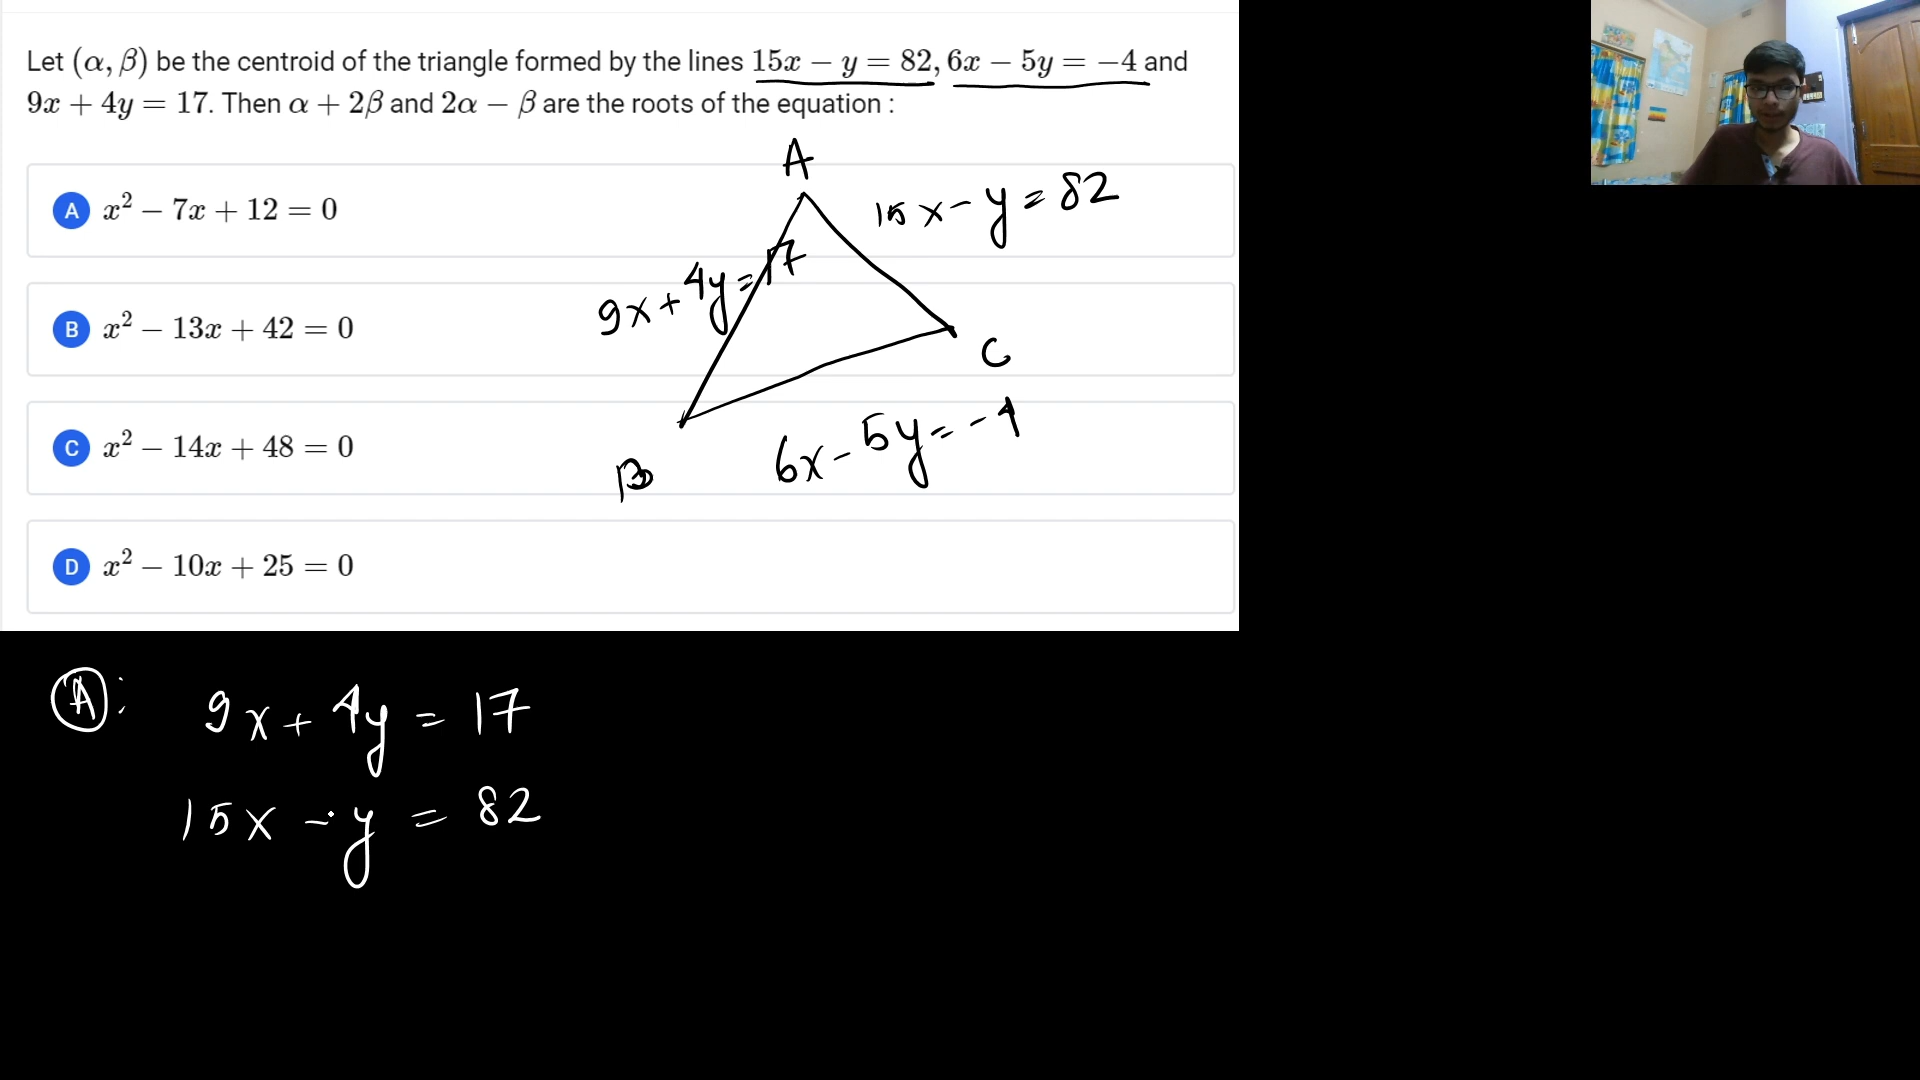 Let (α, β) be the centroid of the triangle formed by the lines 15x − y = 82, 6x − 5y = −4 and
9x + 4y = 17. Then α + 2β and 2α − β are the roots of the equation :
A x² − 7x + 12 = 0
B x² − 13x + 42 = 0
C x² − 14x + 48 = 0
D x² − 10x + 25 = 0
A
15x − y = 82
9x + 4y = 17
C
B
6x − 5y = −4
A:
9x + 4y = 17
15x − y = 82